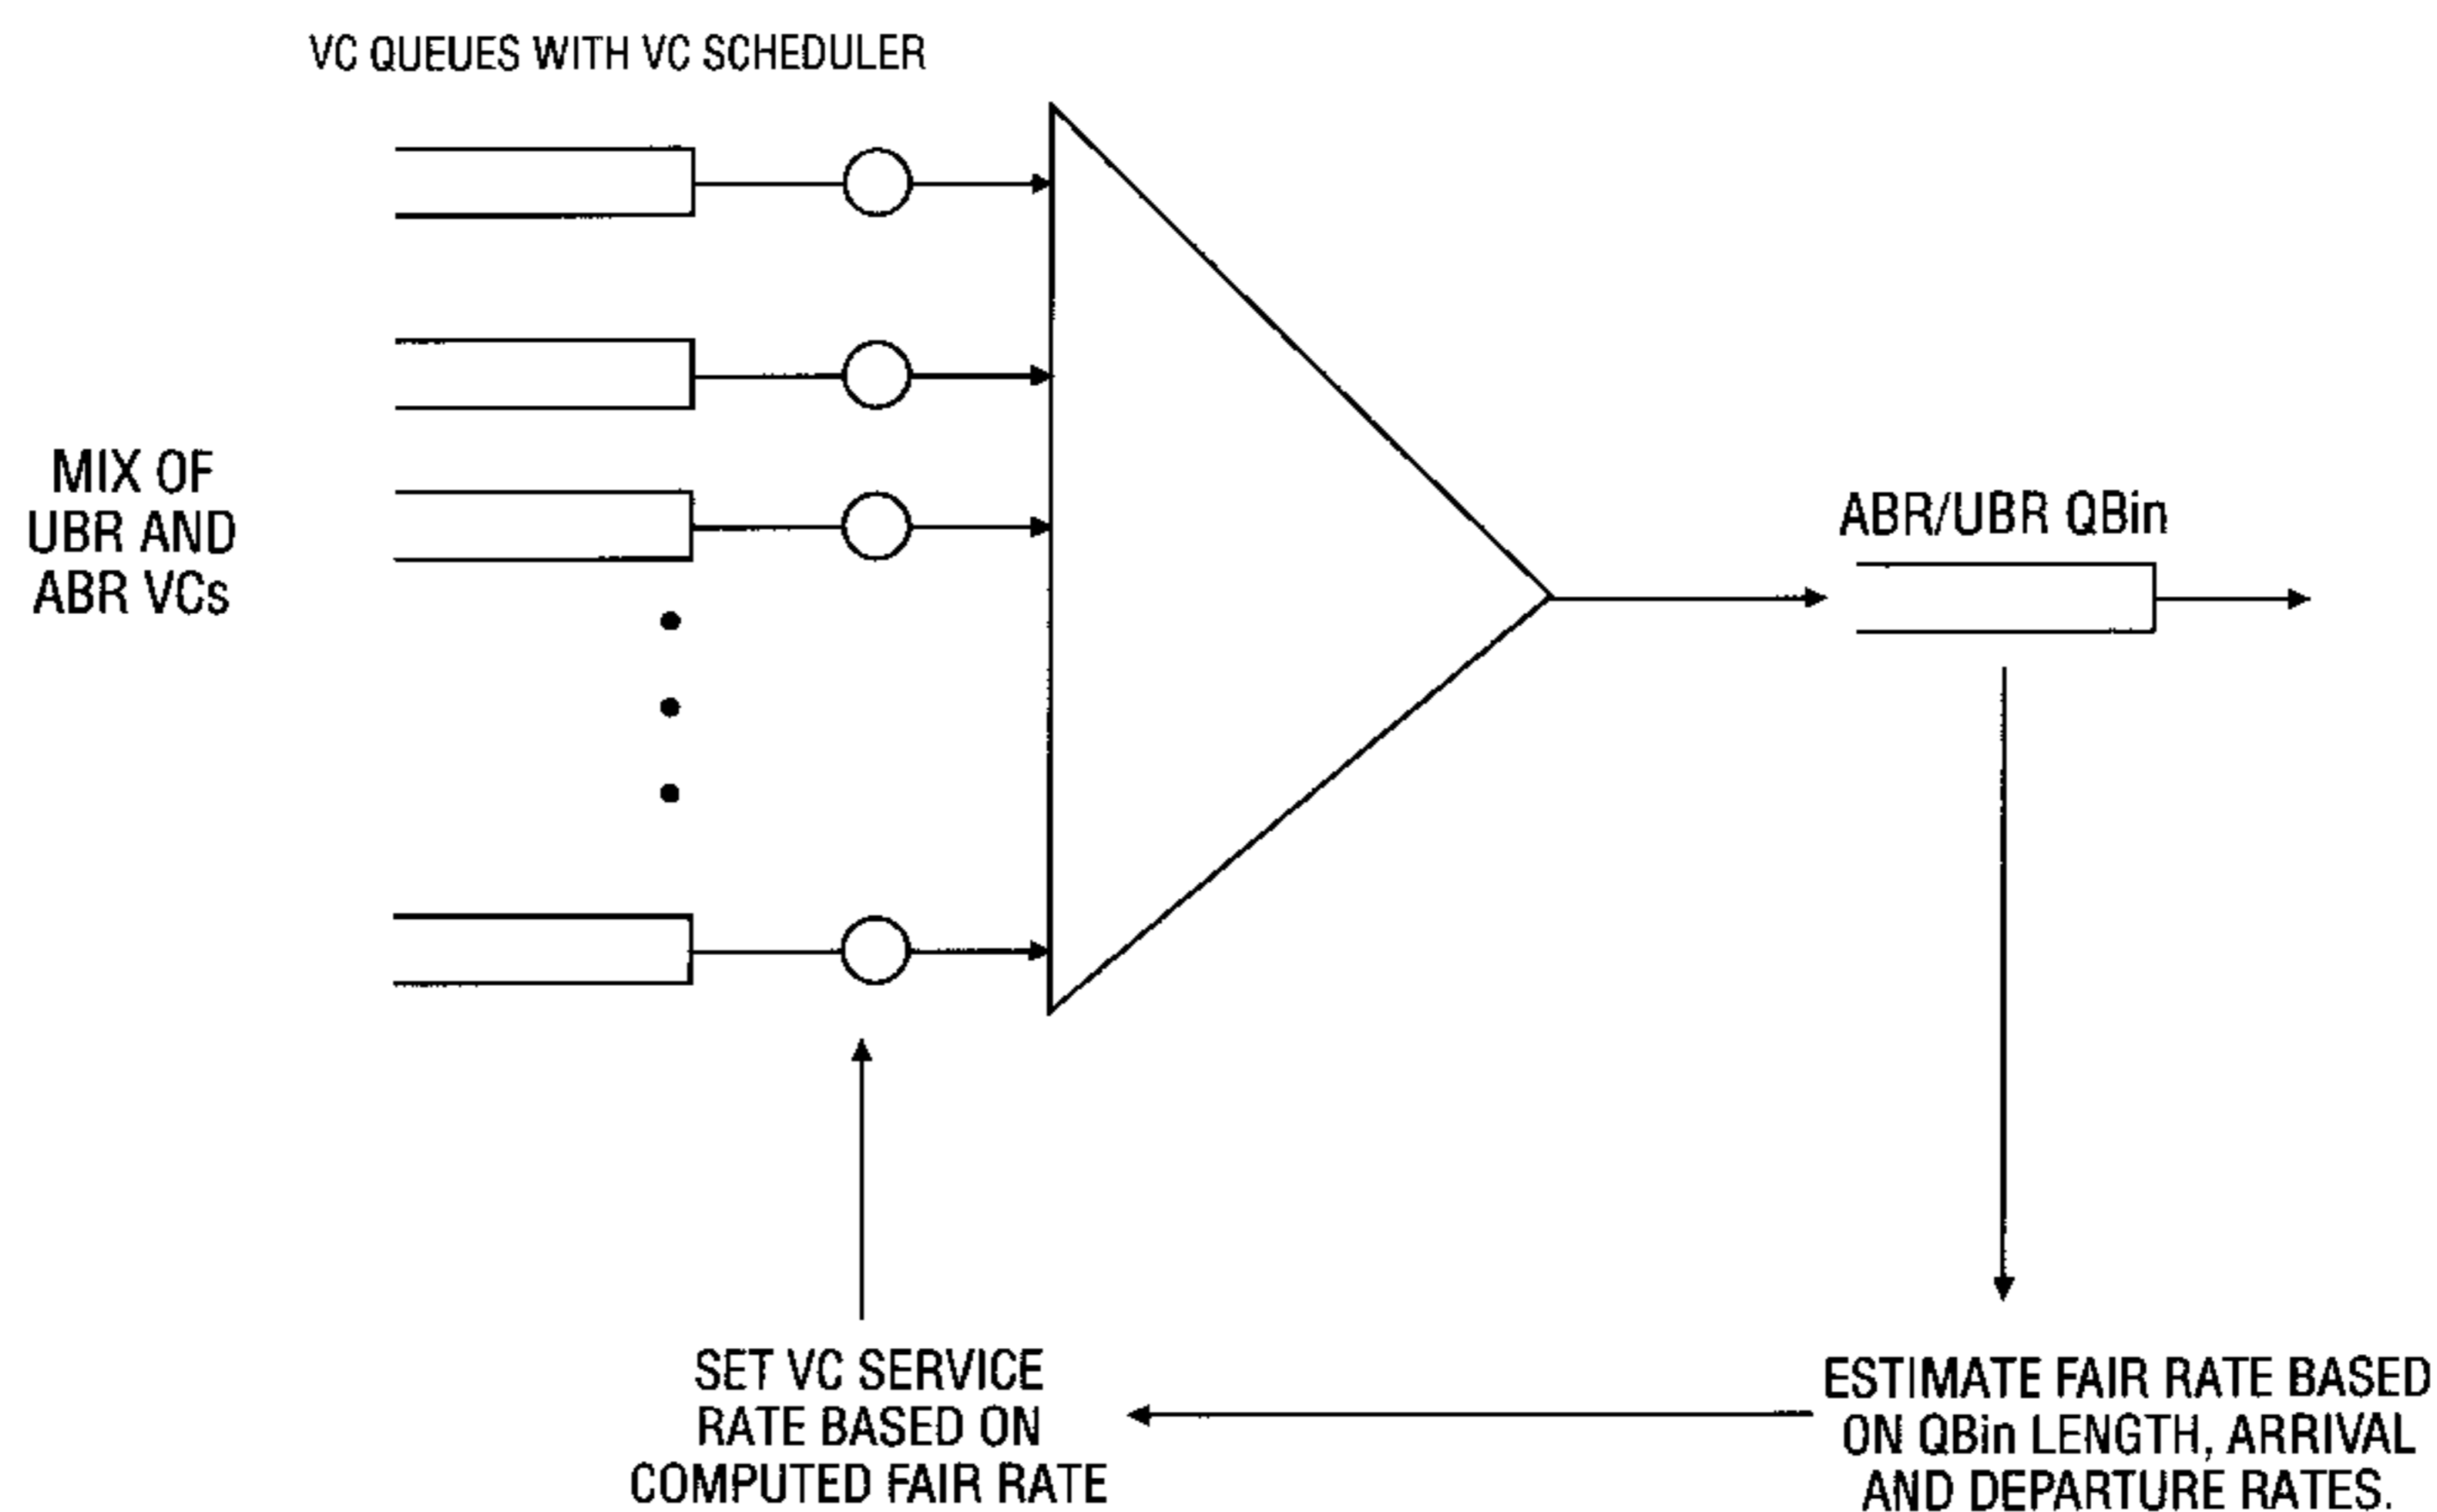 VC QUEUES WITH VC SCHEDULER
MIX OF
UBR AND
ABR VCs
ABR/UBR QBin
SET VC SERVICE
RATE BASED ON
COMPUTED FAIR RATE
ESTIMATE FAIR RATE BASED
ON QBin LENGTH, ARRIVAL
AND DEPARTURE RATES.